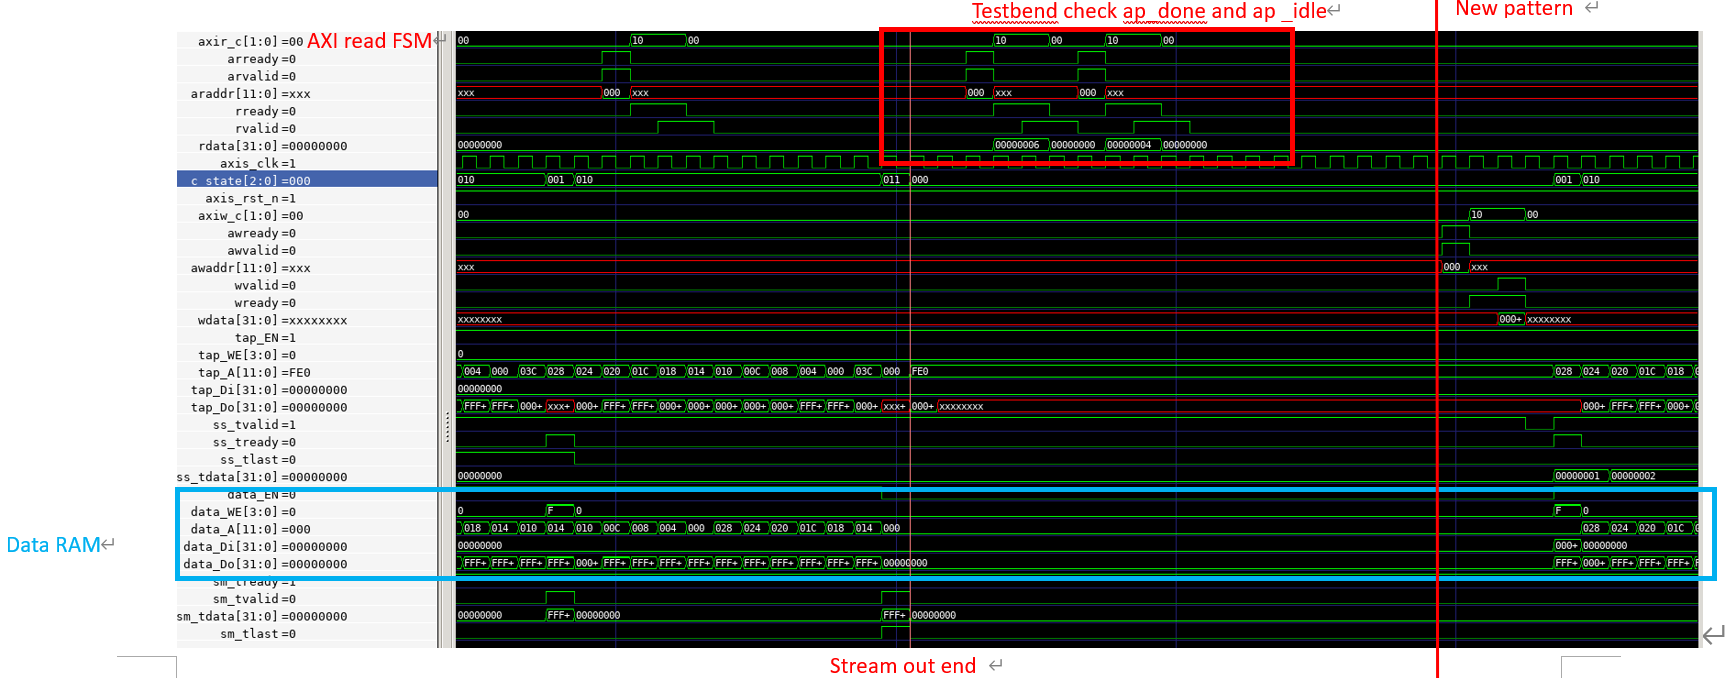 Testbend check ap_done and ap _idle↵
New pattern ↵
axir_c[1:0] =00 AXI read FSM↵ 00 10 00 10 00 10 00
arready =0
arvalid =0
araddr[11:0] =xxx xxx 000 xxx 000 xxx 000 xxx
rready =0
rvalid =0
rdata[31:0] =00000000 00000000 00000006 00000000 00000004 00000000
axis_clk =1
c_state[2:0] =000 010 001 010 011 000 001 010
axis_rst_n =1
axiw_c[1:0] =00 00 10 00
awready =0
awvalid =0
awaddr[11:0] =xxx xxx 000 xxx
wvalid =0
wready =0
wdata[31:0] =xxxxxxxx xxxxxxxx 000+ xxxxxxxx
tap_EN =1
tap_WE[3:0] =0 0
tap_A[11:0] =FE0 004 000 03C 028 024 020 01C 018 014 010 00C 008 004 000 03C 000 FE0 028 024 020 01C 018
tap_Di[31:0] =00000000 00000000
tap_Do[31:0] =00000000 FFF+ FFF+ 000+ xxx+ 000+ FFF+ FFF+ 000+ 000+ 000+ 000+ 000+ FFF+ FFF+ 000+ xxx+ 000+ xxxxxxxx 000+ FFF+ FFF+ 000+
ss_tvalid =1
ss_tready =0
ss_tlast =0
ss_tdata[31:0] =00000000 00000000 00000001 00000002
data_EN =0
data_WE[3:0] =0 0 F 0 F 0
data_A[11:0] =000 018 014 010 014 010 00C 008 004 000 028 024 020 01C 018 014 000 028 024 020 01C
Data RAM↵
data_Di[31:0] =00000000 00000000 000+ 00000000
data_Do[31:0] =00000000 FFF+ FFF+ FFF+ FFF+ 000+ FFF+ FFF+ FFF+ FFF+ FFF+ FFF+ FFF+ FFF+ FFF+ FFF+ 00000000 FFF+ 000+ FFF+ FFF+ FFF+
sm_tready =1
sm_tvalid =0
sm_tdata[31:0] =00000000 00000000 FFF+ 00000000 FFF+ 00000000
sm_tlast =0
Stream out end ↵